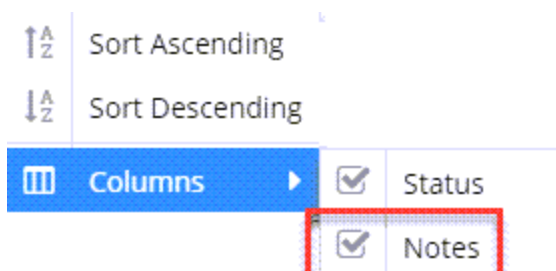 Sort Ascending
Sort Descending
Columns
Status
Notes